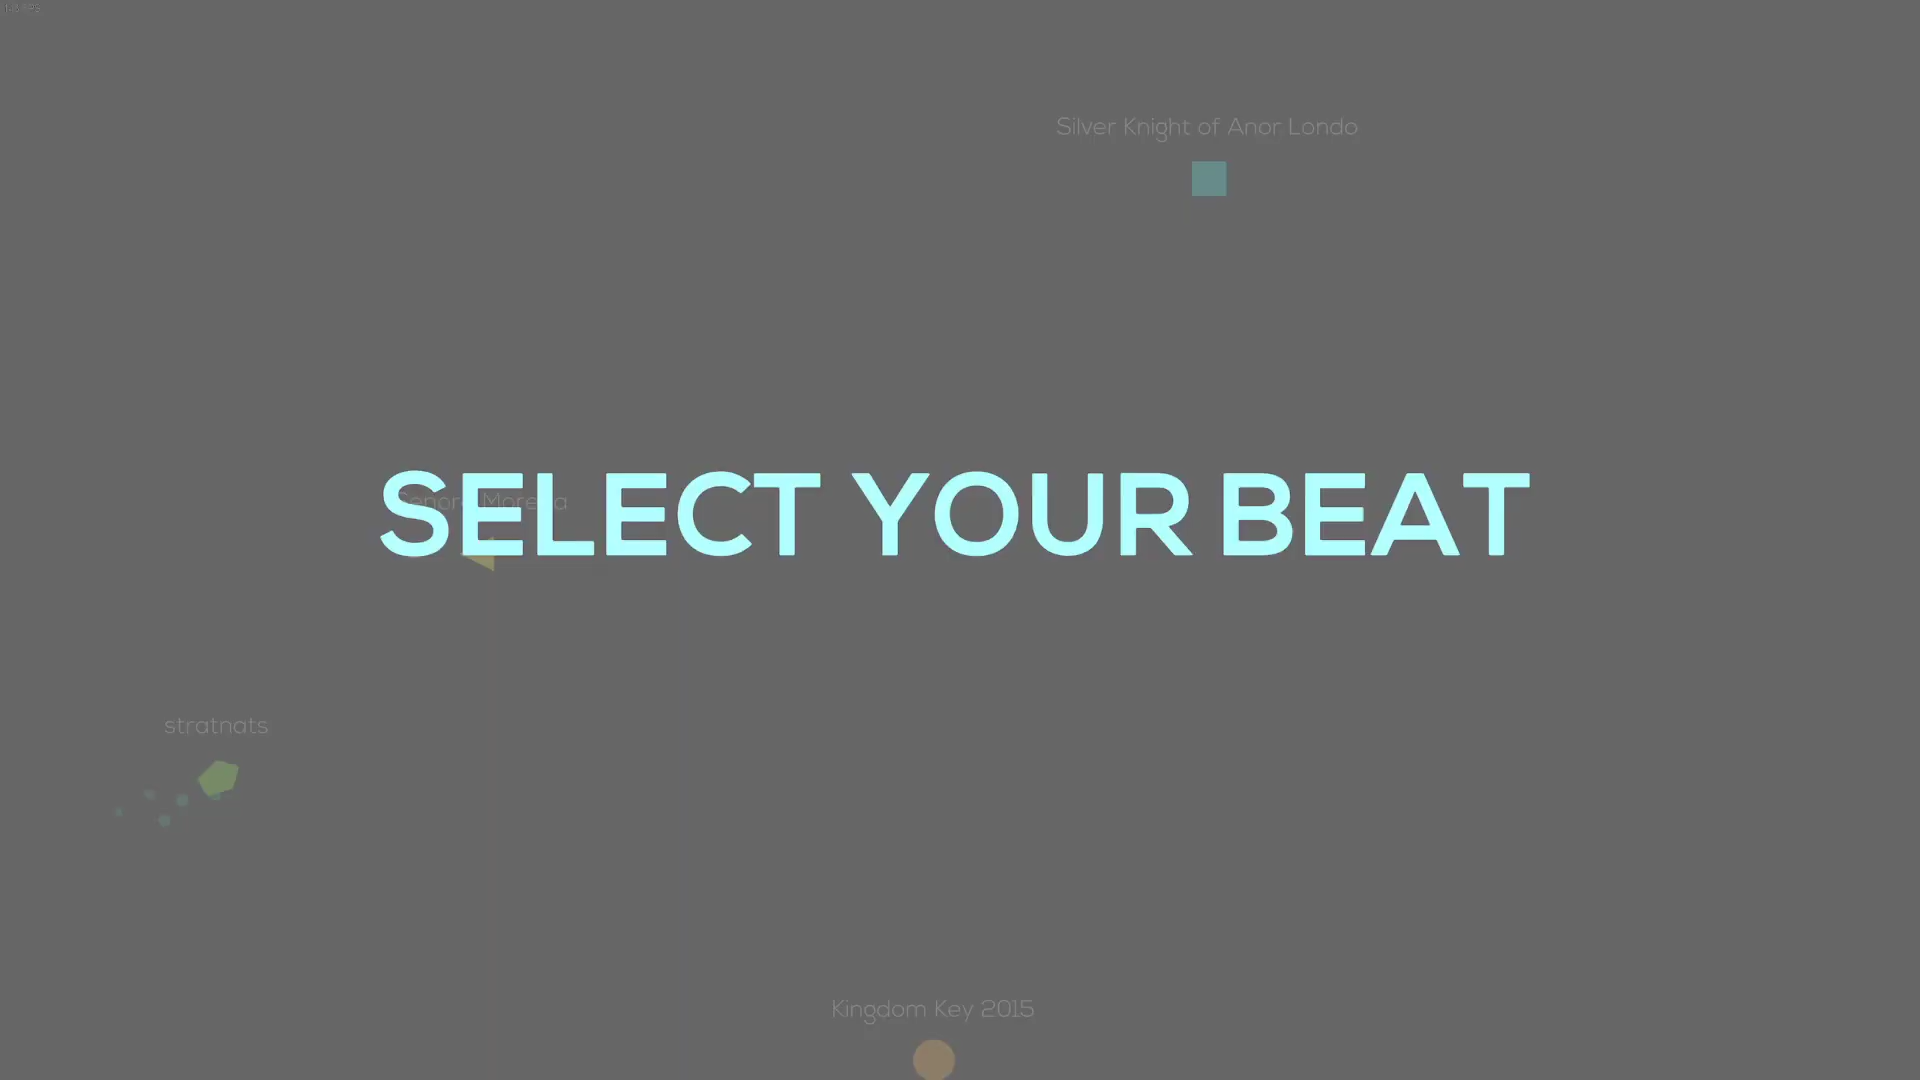 Silver Knight of Anor Londo
SELECT YOUR BEAT
stratnats
Kingdom Key 2015